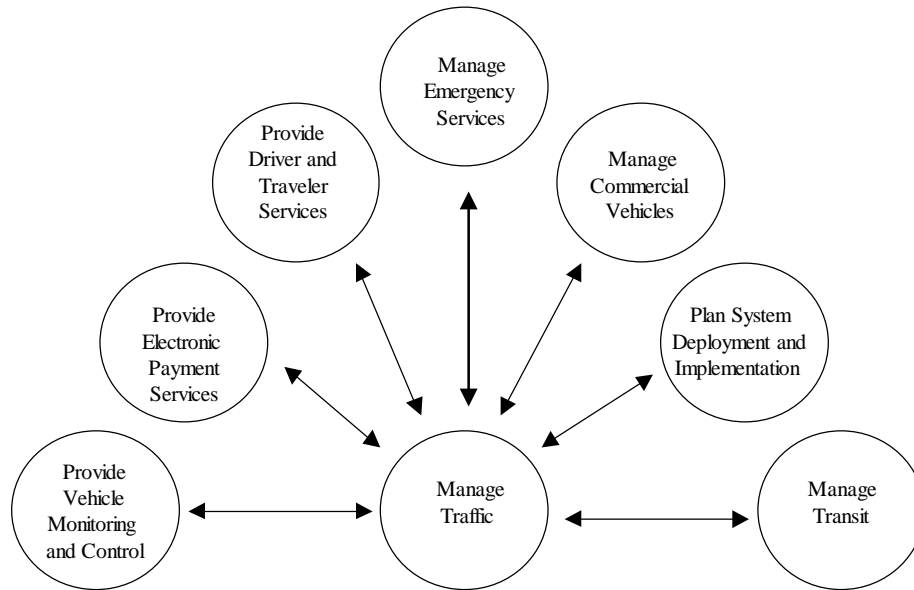 Manage
Emergency
Services
Provide
Driver and
Traveler
Services
Manage
Commercial
Vehicles
Provide
Electronic
Payment
Services
Plan System
Deployment and
Implementation
Provide
Vehicle
Monitoring
and Control
Manage
Traffic
Manage
Transit